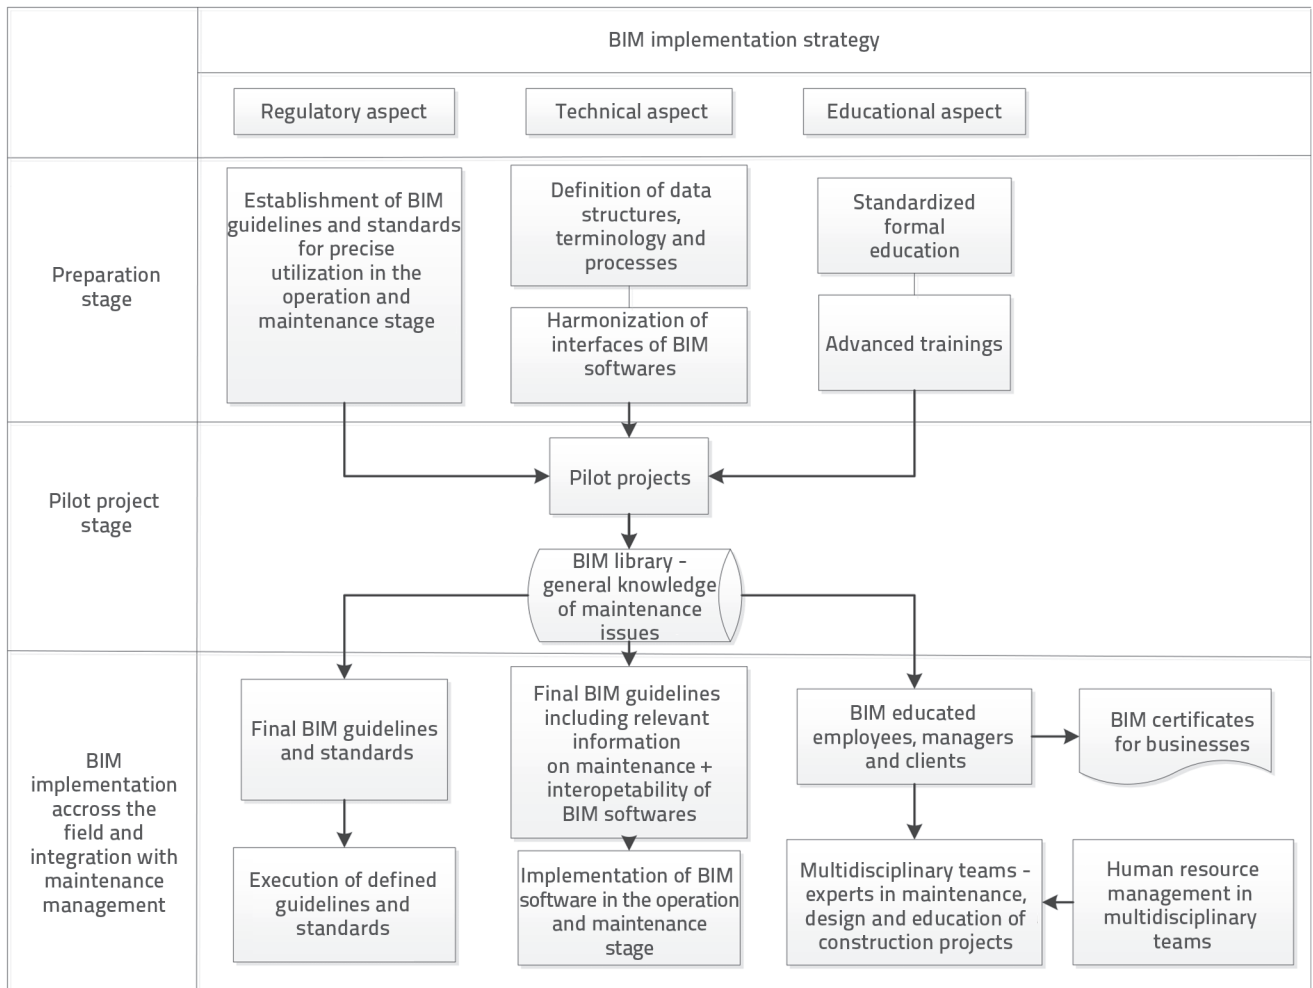 BIM implementation strategy
Regulatory aspect
Technical aspect
Educational aspect
Preparation
stage
Establishment of BIM
guidelines and standards
for precise
utilization in the
operation and
maintenance stage
Definition of data
structures,
terminology and
processes
Harmonization of
interfaces of BIM
softwares
Standardized
formal
education
Advanced trainings
Pilot project
stage
Pilot projects
BIM library -
general knowledge
of maintenance
issues
BIM
implementation
accross the
field and
integration with
maintenance
management
Final BIM guidelines
and standards
Execution of defined
guidelines and
standards
Final BIM guidelines
including relevant
information
on maintenance +
interopetability of
BIM softwares
Implementation of BIM
software in the operation
and maintenance
stage
BIM educated
employees, managers
and clients
BIM certificates
for businesses
Multidisciplinary teams -
experts in maintenance,
design and education of
construction projects
Human resource
management in
multidisciplinary
teams